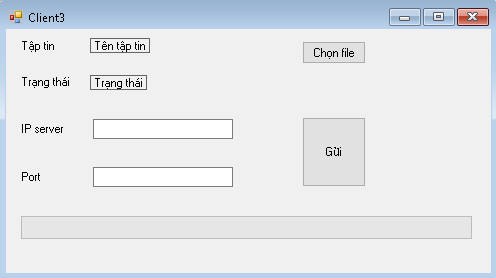 Client3
Tập tin Tên tập tin Chọn file
Trạng thái Trạng thái
IP server
Gửi
Port